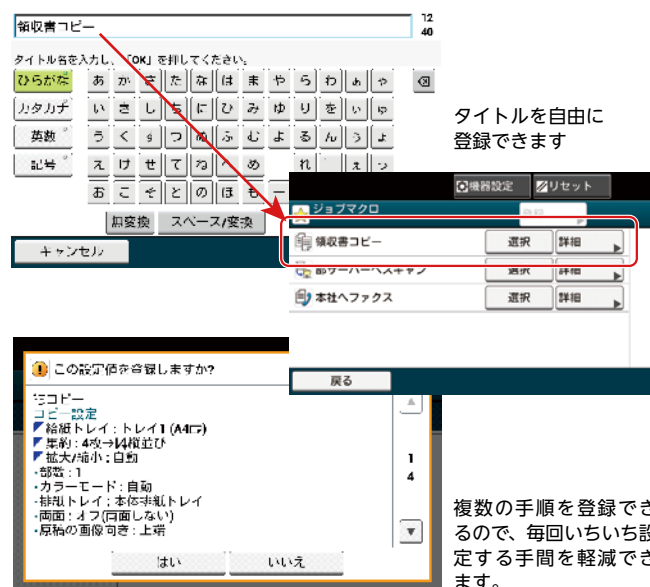 領収書コピー
12
40
タイトル名を入力し、「OK」を押してください。
ひらがな あ か さ た な は ま や ら わ ぁ ゃ
カタカナ い き し ち に ひ み ゆ り を ぃ ゅ
英数 う く す つ ぬ ふ む よ る ん ぅ ょ
記号 え け せ て ね へ め れ ぇ っ
お こ そ と の ほ も ー
無変換 スペース/変換
キャンセル
タイトルを自由に
登録できます
機器設定 リセット
ジョブマクロ
領収書コピー 選択 詳細
部サーバーへスキャン 選択 詳細
本社へファクス 選択 詳細
戻る
この設定値を登録しますか?
コピー
コピー設定
給紙トレイ : トレイ1 (A4)
集約 : 4枚→1縦並び
拡大/縮小 : 自動
・部数 : 1
・カラーモード : 自動
・排紙トレイ : 本体排紙トレイ
・両面 : オフ(両面しない)
・原稿の画像向き : 上端
1
4
はい いいえ
複数の手順を登録でき
るので、毎回いちいち設
定する手間を軽減でき
ます。